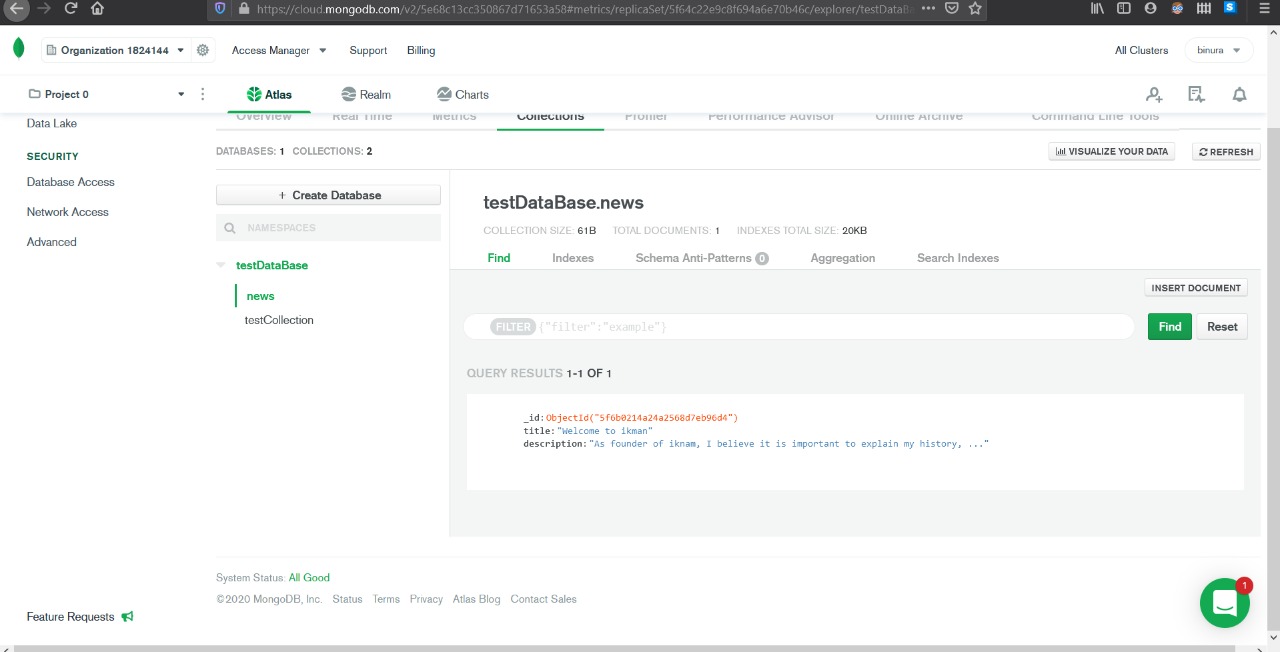 https://cloud.mongodb.com/v2/5e68c13cc350867d71653a58#metrics/replicaSet/5f64c22e9c8f694a6e70b46c/explorer/testDataBa
Organization 1824144
Access Manager
Support
Billing
All Clusters
binura
Project 0
Atlas
Realm
Charts
Data Lake
Overview
Real Time
Metrics
Collections
Profiler
Performance Advisor
Online Archive
Command Line Tools
SECURITY
Database Access
Network Access
Advanced
DATABASES: 1 COLLECTIONS: 2
VISUALIZE YOUR DATA
REFRESH
+ Create Database
NAMESPACES
testDataBase
news
testCollection
testDataBase.news
COLLECTION SIZE: 61B TOTAL DOCUMENTS: 1 INDEXES TOTAL SIZE: 20KB
Find
Indexes
Schema Anti-Patterns 0
Aggregation
Search Indexes
INSERT DOCUMENT
FILTER {"filter":"example"}
Find
Reset
QUERY RESULTS 1-1 OF 1
_id:ObjectId("5f6b0214a24a2568d7eb96d4")
title:"Welcome to ikman"
description:"As founder of iknam, I believe it is important to explain my history, ..."
System Status: All Good
©2020 MongoDB, Inc. Status Terms Privacy Atlas Blog Contact Sales
Feature Requests
1